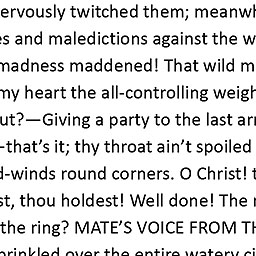 ervously twitched them; meanwh
es and maledictions against the w
madness maddened! That wild m
my heart the all-controlling weigh
ut?—Giving a party to the last arr
–that's it; thy throat ain't spoiled
d-winds round corners. O Christ! t
st, thou holdest! Well done! The r
the ring? MATE'S VOICE FROM TH
prinkled over the entire watery ci